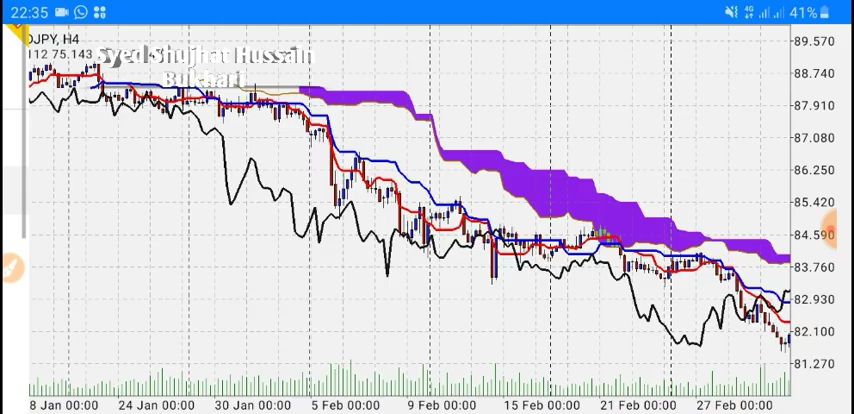 22:35
4G
41%
DJPY, H4
112 75.143
Syed Shujhat Hussain
Bukhari
89.570
88.740
87.910
87.080
86.250
85.420
84.590
83.760
82.930
82.100
81.270
8 Jan 00:00 24 Jan 00:00 30 Jan 00:00 5 Feb 00:00 9 Feb 00:00 15 Feb 00:00 21 Feb 00:00 27 Feb 00:00